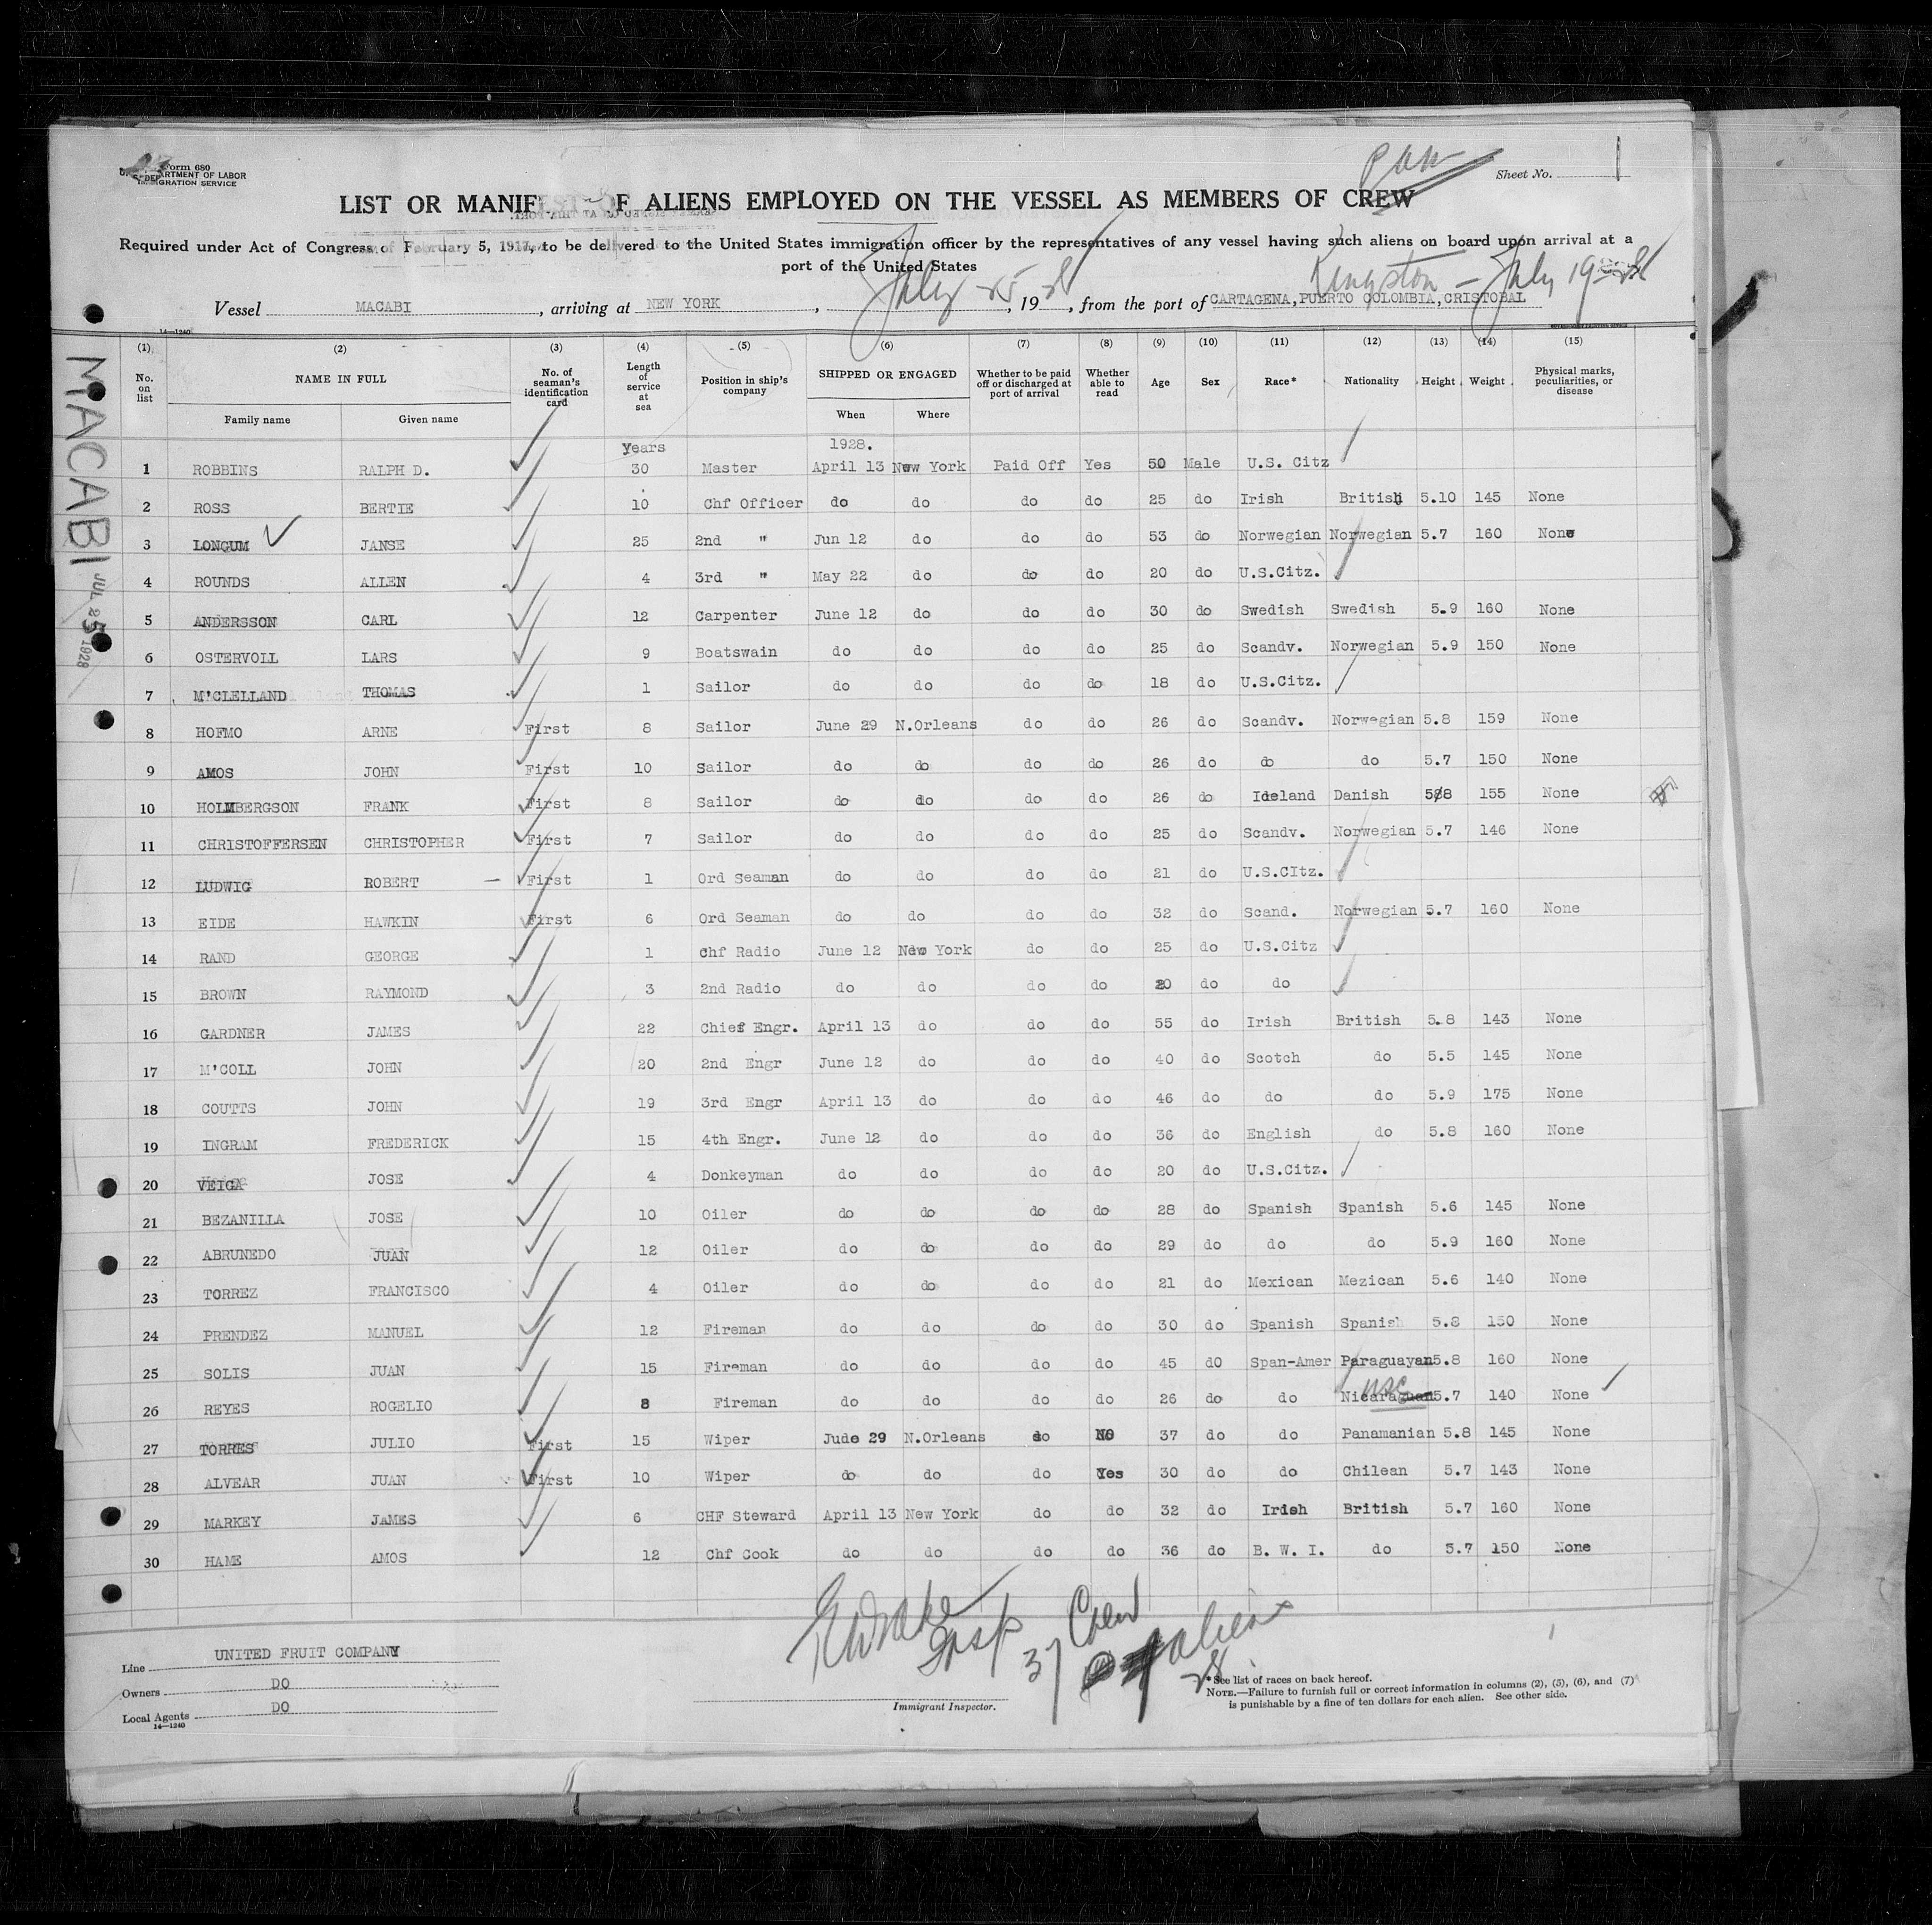 Form 680
U.S. DEPARTMENT OF LABOR
IMMIGRATION SERVICE
Sheet No. 1
LIST OR MANIF OF ALIENS EMPLOYED ON THE VESSEL AS MEMBERS OF CREW
Required under Act of Congress of February 5, 1917, to be delivered to the United States immigration officer by the representatives of any vessel having such aliens on board upon arrival at a
port of the United States
Kingston - July 19-28
Vessel MACABI, arriving at NEW YORK, July 25, 1928, from the port of CARTAGENA, PUERTO COLOMBIA, CRISTOBAL
14—1240
(1) (2) (3) (4) (5) (6) (7) (8) (9) (10) (11) (12) (13) (14) (15)
No. on list NAME IN FULL Family name Given name No. of seaman's identification card Length of service at sea Position in ship's company SHIPPED OR ENGAGED When Where Whether to be paid off or discharged at port of arrival Whether able to read Age Sex Race* Nationality Height Weight Physical marks, peculiarities, or disease
MACABI JUL 25 1928
years 1928.
1 ROBBINS RALPH D. 30 Master April 13 New York Paid Off Yes 50 Male U.S. Citz
2 ROSS BERTIE 10 Chf Officer do do do do 25 do Irish British 5.10 145 None
3 LONGUM JANSE 25 2nd " Jun 12 do do do 53 do Norwegian Norwegian 5.7 160 None
4 ROUNDS ALLEN 4 3rd " May 22 do do do 20 do U.S.Citz.
5 ANDERSSON CARL 12 Carpenter June 12 do do do 30 do Swedish Swedish 5.9 160 None
6 OSTERVOLL LARS 9 Boatswain do do do do 25 do Scandv. Norwegian 5.9 150 None
7 M'CLELLAND THOMAS 1 Sailor do do do do 18 do U.S.Citz.
8 HOFMO ARNE First 8 Sailor June 29 N.Orleans do do 26 do Scandv. Norwegian 5.8 159 None
9 AMOS JOHN First 10 Sailor do do do do 26 do do do 5.7 150 None
10 HOLMBERGSON FRANK First 8 Sailor do do do do 26 do Ideland Danish 5/8 155 None
11 CHRISTOFFERSEN CHRISTOPHER First 7 Sailor do do do do 25 do Scandv. Norwegian 5.7 146 None
12 LUDWIG ROBERT — First 1 Ord Seaman do do do do 21 do U.S.CItz.
13 EIDE HAWKIN First 6 Ord Seaman do do do do 32 do Scand. Norwegian 5.7 160 None
14 RAND GEORGE 1 Chf Radio June 12 New York do do 25 do U.S.Citz
15 BROWN RAYMOND 3 2nd Radio do do do do 20 do do
16 GARDNER JAMES 22 Chief Engr. April 13 do do do 55 do Irish British 5.8 143 None
17 M'COLL JOHN 20 2nd Engr June 12 do do do 40 do Scotch do 5.5 145 None
18 COUTTS JOHN 19 3rd Engr April 13 do do do 46 do do do 5.9 175 None
19 INGRAM FREDERICK 15 4th Engr. June 12 do do do 36 do English do 5.8 160 None
20 VEIGA JOSE 4 Donkeyman do do do do 20 do U.S.Citz.
21 BEZANILLA JOSE 10 Oiler do do do do 28 do Spanish Spanish 5.6 145 None
22 ABRUNEDO JUAN 12 Oiler do do do do 29 do do do 5.9 160 None
23 TORREZ FRANCISCO 4 Oiler do do do do 21 do Mexican Mezican 5.6 140 None
24 PRENDEZ MANUEL 12 Fireman do do do do 30 do Spanish Spanish 5.8 150 None
25 SOLIS JUAN 15 Fireman do do do do 45 dO Span-Amer Paraguayan 5.8 160 None
26 REYES ROGELIO 8 Fireman do do do do 26 do do Nicaraguan USC 5.7 140 None
27 TORRES JULIO First 15 Wiper Jude 29 N.Orleans do NO 37 do do Panamanian 5.8 145 None
28 ALVEAR JUAN First 10 Wiper do do do Yes 30 do do Chilean 5.7 143 None
29 MARKEY JAMES 6 CHF Steward April 13 New York do do 32 do Irish British 5.7 160 None
30 HAME AMOS 12 Chf Cook do do do do 36 do B. W. I. do 5.7 150 None
Insp 37 Crew
28 aliens
Line UNITED FRUIT COMPANY
Owners DO
Local Agents DO
14—1240
Immigrant Inspector.
*See list of races on back hereof.
NOTE.—Failure to furnish full or correct information in columns (2), (5), (6), and (7)
is punishable by a fine of ten dollars for each alien. See other side.